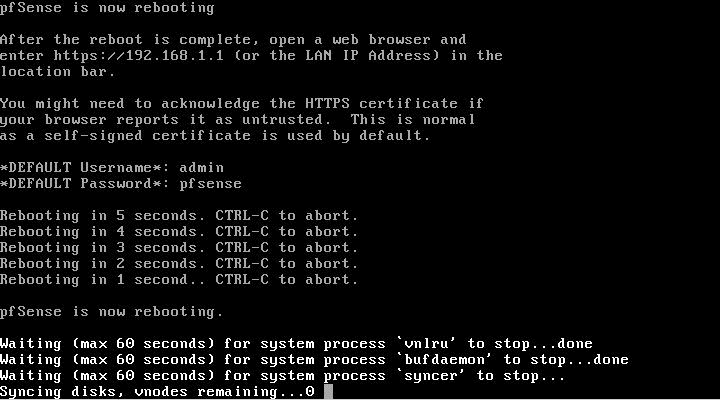 pfSense is now rebooting
After the reboot is complete, open a web browser and
enter https://192.168.1.1 (or the LAN IP Address) in the
location bar.
You might need to acknowledge the HTTPS certificate if
your browser reports it as untrusted.  This is normal
as a self-signed certificate is used by default.
*DEFAULT Username*: admin
*DEFAULT Password*: pfsense
Rebooting in 5 seconds. CTRL-C to abort.
Rebooting in 4 seconds. CTRL-C to abort.
Rebooting in 3 seconds. CTRL-C to abort.
Rebooting in 2 seconds. CTRL-C to abort.
Rebooting in 1 second.. CTRL-C to abort.
pfSense is now rebooting.
Waiting (max 60 seconds) for system process `vnlru' to stop...done
Waiting (max 60 seconds) for system process `bufdaemon' to stop...done
Waiting (max 60 seconds) for system process `syncer' to stop...
Syncing disks, vnodes remaining...0